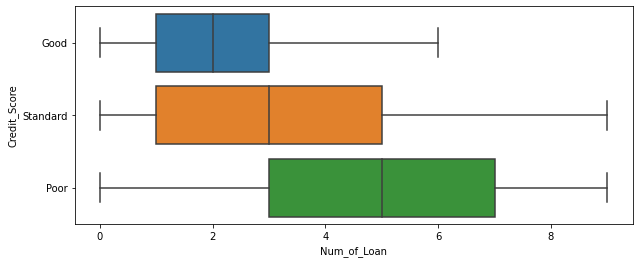 Credit_Score
Good
Standard
Poor
0 2 4 6 8
Num_of_Loan